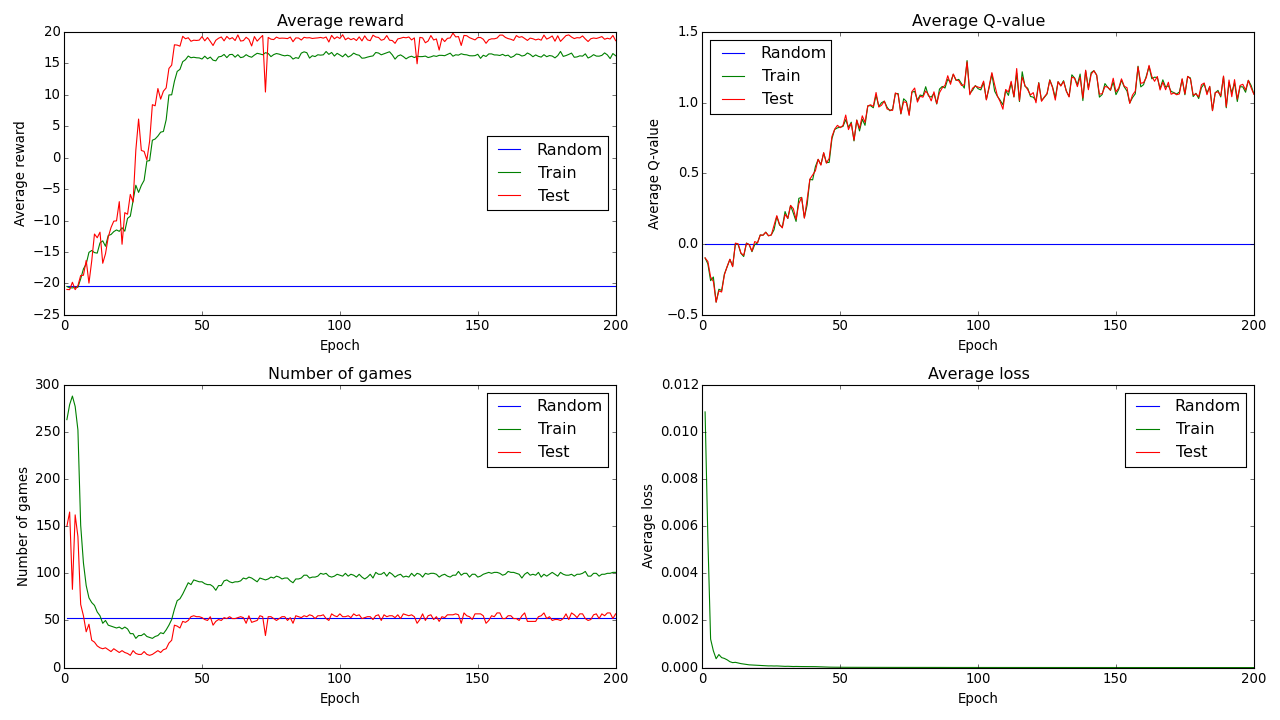 Average reward
20
15
10
5
0
−5
−10
−15
−20
−25
Average reward
Random
Train
Test
0
50
100
150
200
Epoch
Average Q-value
1.5
1.0
0.5
0.0
−0.5
Average Q-value
Random
Train
Test
0
50
100
150
200
Epoch
Number of games
300
250
200
150
100
50
0
Number of games
Random
Train
Test
0
50
100
150
200
Epoch
Average loss
0.012
0.010
0.008
0.006
0.004
0.002
0.000
Average loss
Random
Train
Test
0
50
100
150
200
Epoch